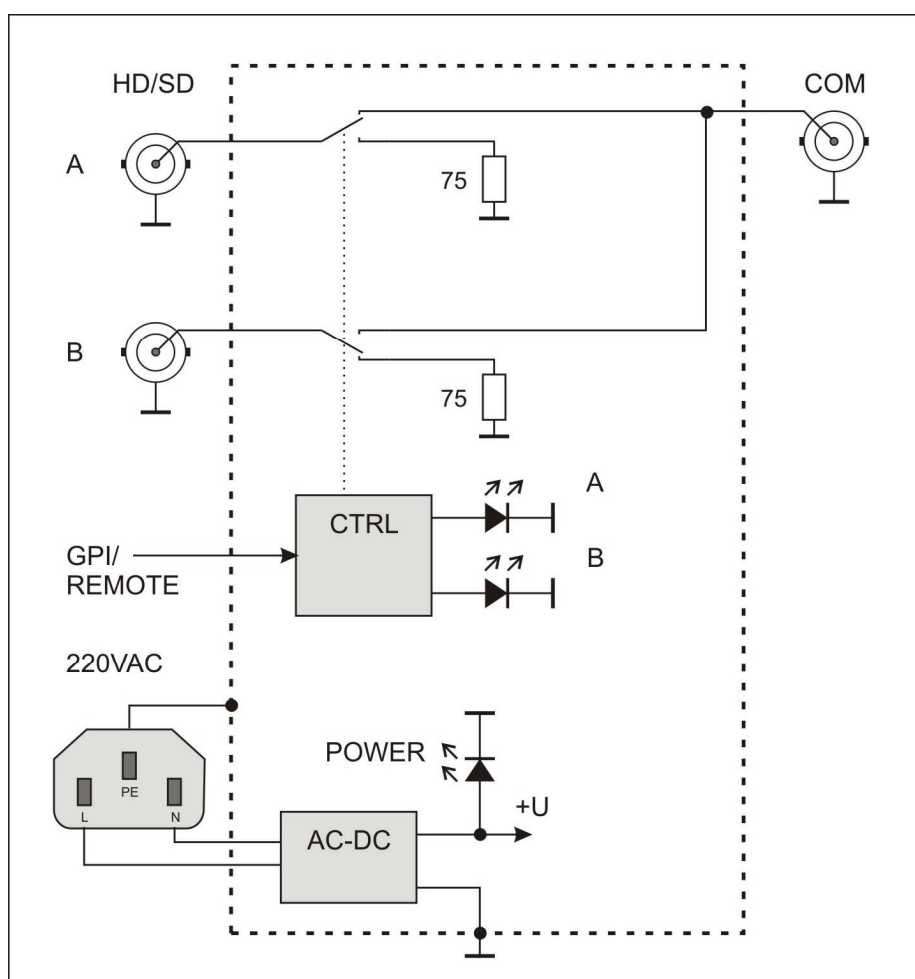 HD/SD
COM
A
75
B
75
A
CTRL
GPI/
REMOTE
B
220VAC
POWER
PE
L
N
+U
AC-DC